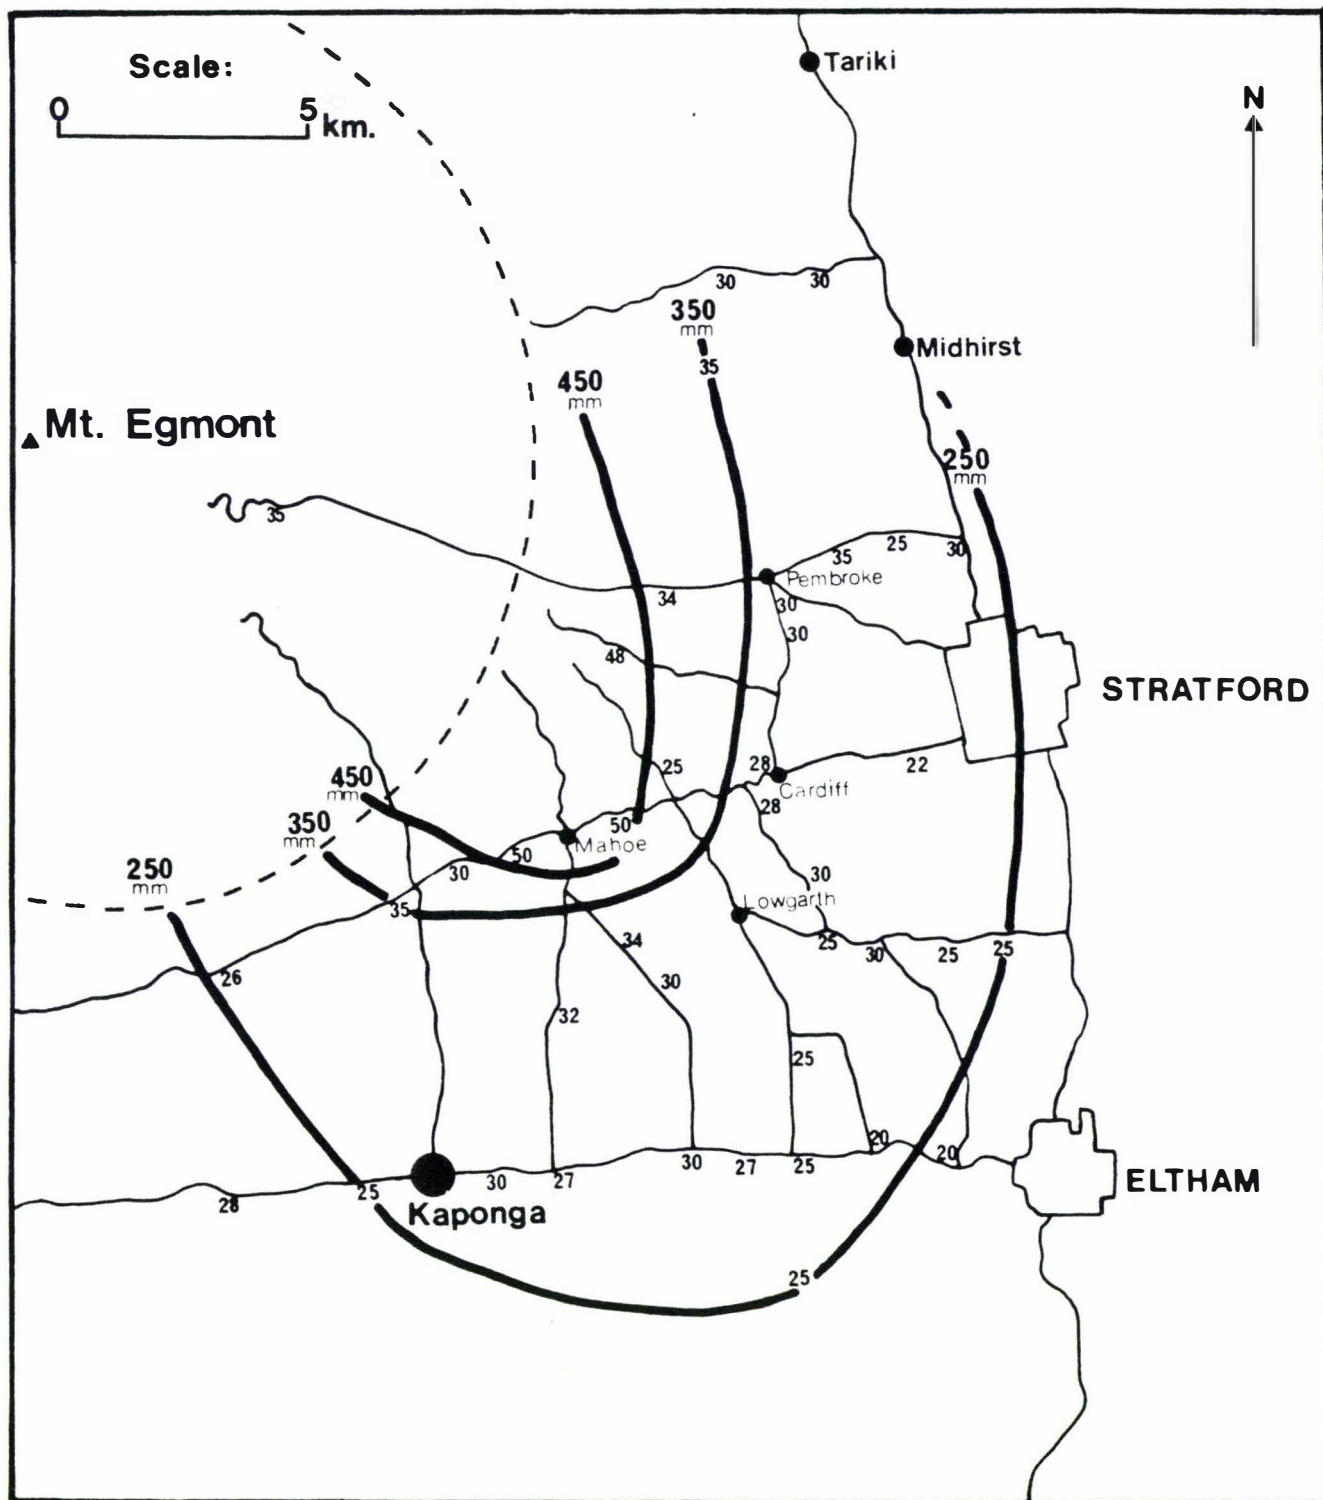 Tariki
Scale:
0 5 km.
N
30 30
350
mm
Midhirst
35
450
mm
Mt. Egmont
250
mm
35
35 25 30
Pembroke
34
30
30
48
STRATFORD
25
28
22
450
mm
Cardiff
28
350
mm
50
Mahoe
50
30
250
mm
30
Lowgarth
35
34
25 30 25 25
26
30
32
25
20
20
30 27 25
30 27
25
28
ELTHAM
Kaponga
25